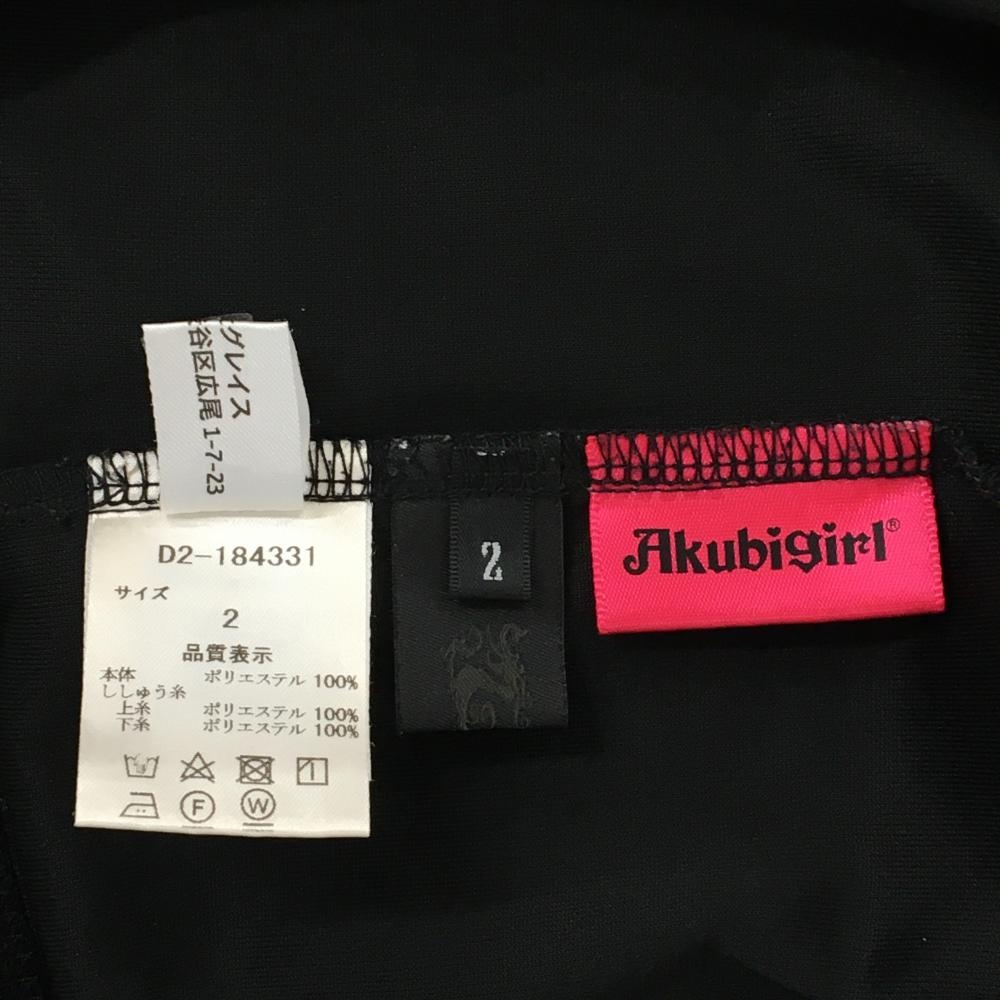 グレイス
谷区広尾1-7-23
D2-184331
サイズ
2
品質表示
本体 ポリエステル 100%
ししゅう糸
上糸 ポリエステル 100%
下糸 ポリエステル 100%
F
W
2
Akubigirl®